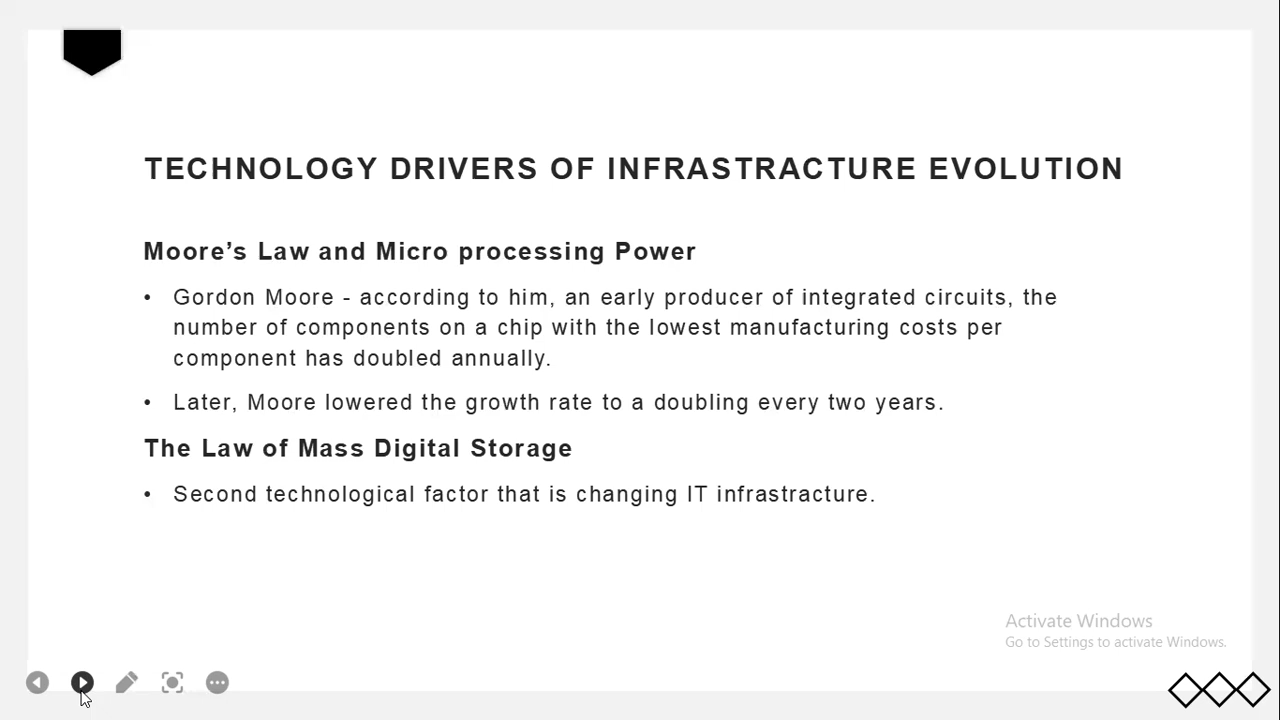 TECHNOLOGY DRIVERS OF INFRASTRACTURE EVOLUTION
Moore’s Law and Micro processing Power
• Gordon Moore - according to him, an early producer of integrated circuits, the
number of components on a chip with the lowest manufacturing costs per
component has doubled annually.
• Later, Moore lowered the growth rate to a doubling every two years.
The Law of Mass Digital Storage
• Second technological factor that is changing IT infrastracture.
Activate Windows
Go to Settings to activate Windows.